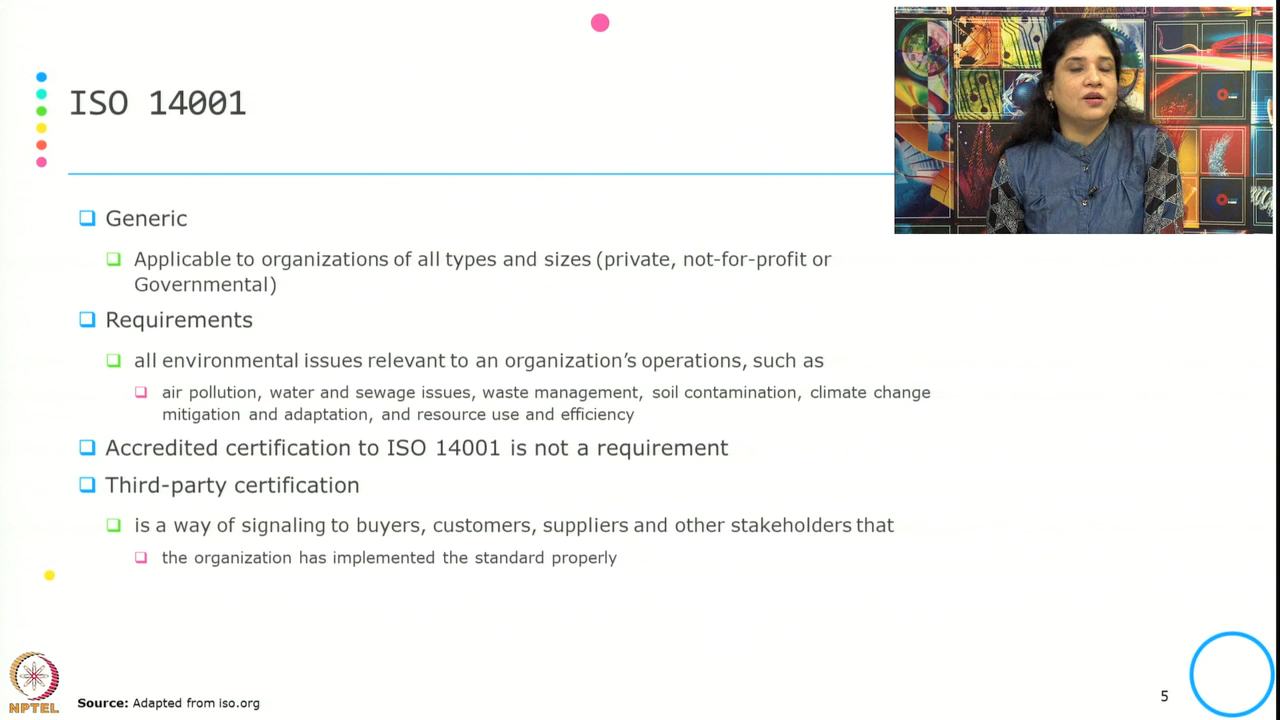 ISO 14001
Generic
Applicable to organizations of all types and sizes (private, not-for-profit or
Governmental)
Requirements
all environmental issues relevant to an organization's operations, such as
air pollution, water and sewage issues, waste management, soil contamination, climate change
mitigation and adaptation, and resource use and efficiency
Accredited certification to ISO 14001 is not a requirement
Third-party certification
is a way of signaling to buyers, customers, suppliers and other stakeholders that
the organization has implemented the standard properly
NPTEL
Source: Adapted from iso.org
5